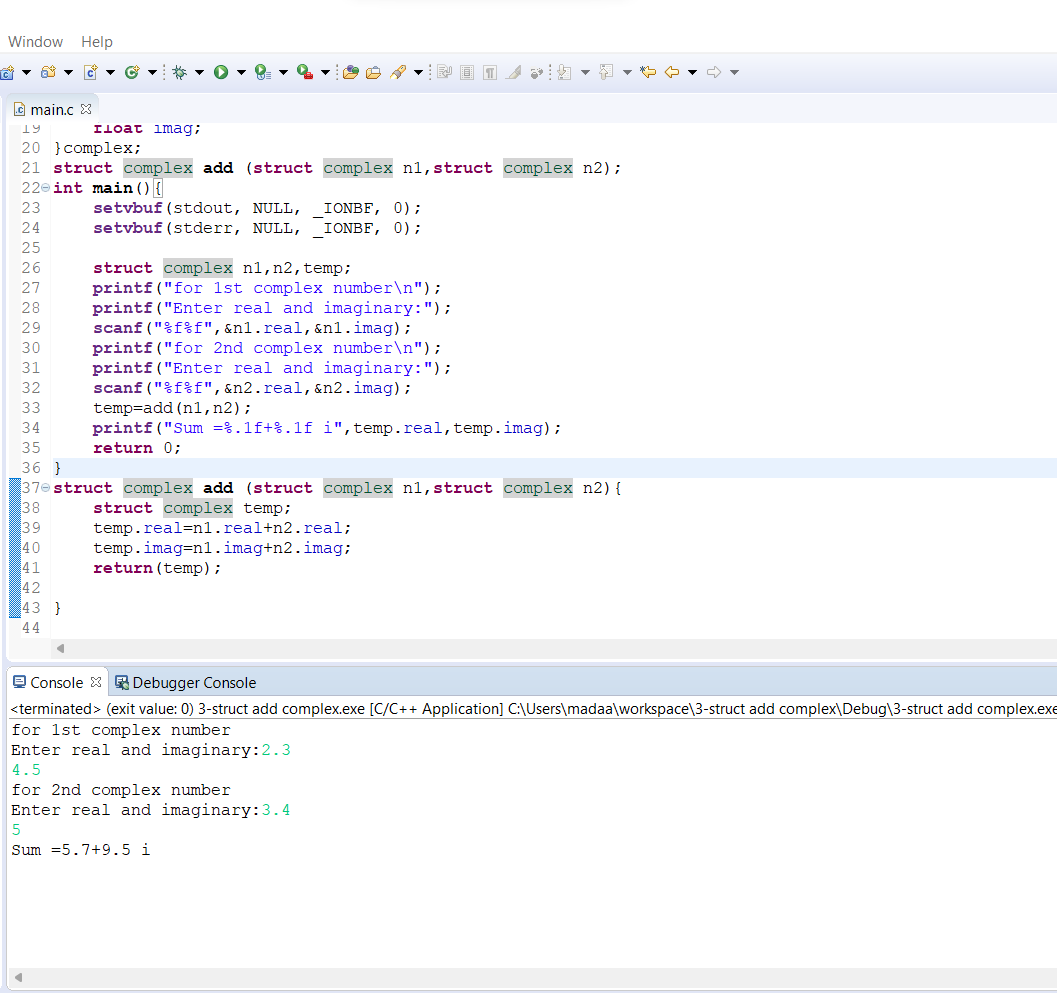 Window Help
main.c
19 float imag;
20 }complex;
21 struct complex add (struct complex n1,struct complex n2);
22 int main(){
23 setvbuf(stdout, NULL, _IONBF, 0);
24 setvbuf(stderr, NULL, _IONBF, 0);
25
26 struct complex n1,n2,temp;
27 printf("for 1st complex number\n");
28 printf("Enter real and imaginary:");
29 scanf("%f%f",&n1.real,&n1.imag);
30 printf("for 2nd complex number\n");
31 printf("Enter real and imaginary:");
32 scanf("%f%f",&n2.real,&n2.imag);
33 temp=add(n1,n2);
34 printf("Sum =%.1f+%.1f i",temp.real,temp.imag);
35 return 0;
36 }
37 struct complex add (struct complex n1,struct complex n2){
38 struct complex temp;
39 temp.real=n1.real+n2.real;
40 temp.imag=n1.imag+n2.imag;
41 return(temp);
42
43 }
44
Console Debugger Console
<terminated> (exit value: 0) 3-struct add complex.exe [C/C++ Application] C:\Users\madaa\workspace\3-struct add complex\Debug\3-struct add complex.exe
for 1st complex number
Enter real and imaginary:2.3
4.5
for 2nd complex number
Enter real and imaginary:3.4
5
Sum =5.7+9.5 i